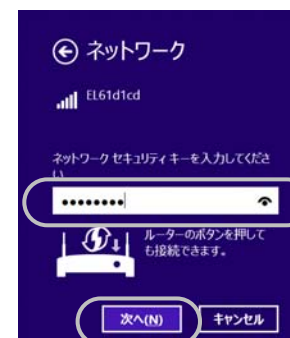 ネットワーク
EL61d1cd
ネットワーク セキュリティ キーを入力してくださ
い
••••••••
ルーターのボタンを押して
も接続できます。
次へ(N)
キャンセル